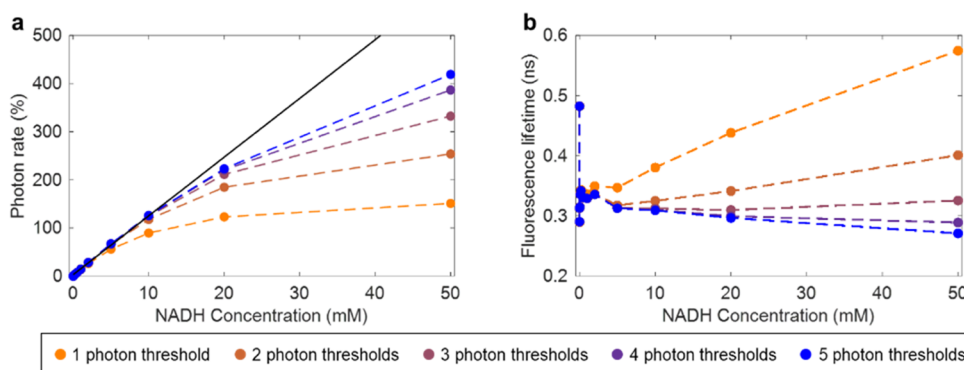 a
b
500
400
300
200
100
0
Photon rate (%)
0 10 20 30 40 50
NADH Concentration (mM)
0.6
0.5
0.4
0.3
0.2
Fluorescence lifetime (ns)
0 10 20 30 40 50
NADH Concentration (mM)
1 photon threshold 2 photon thresholds 3 photon thresholds 4 photon thresholds 5 photon thresholds